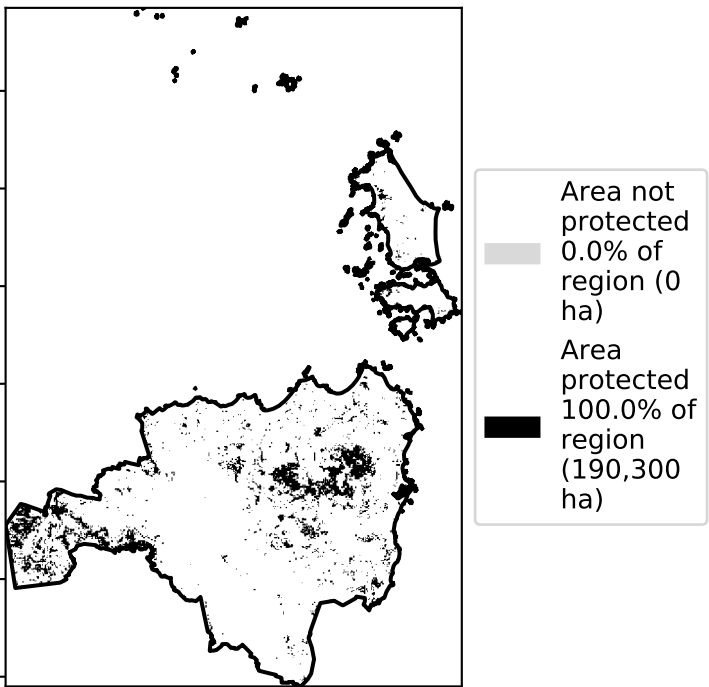 Area not
protected
0.0% of
region (0
ha)
Area
protected
100.0% of
region
(190,300
ha)